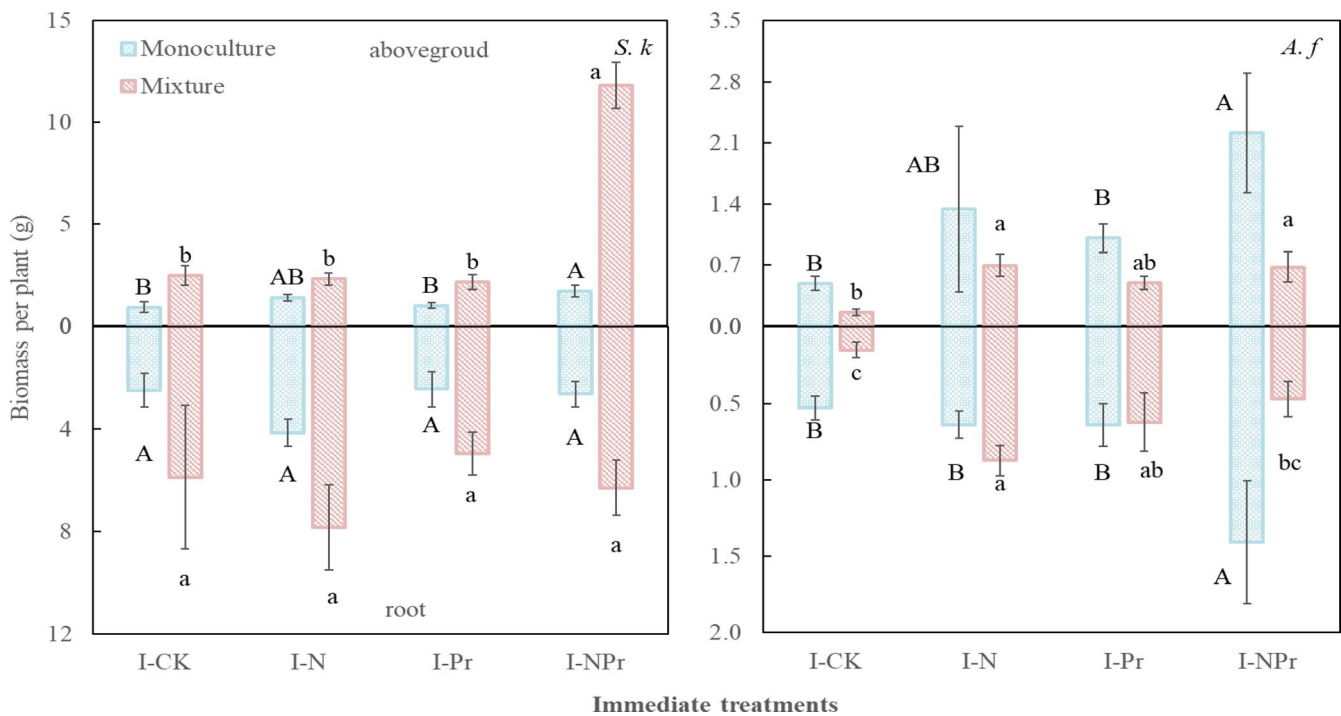 Biomass per plant (g)
15
10
5
0
4
8
12
Monoculture
Mixture
abovegroud
S. k
B
b
AB
b
B
b
A
a
A
a
A
a
A
a
A
a
root
I-CK
I-N
I-Pr
I-NPr
3.5
2.8
2.1
1.4
0.7
0.0
0.5
1.0
1.5
2.0
A. f
B
b
AB
a
B
ab
A
a
B
c
B
a
B
ab
A
bc
I-CK
I-N
I-Pr
I-NPr
Immediate treatments